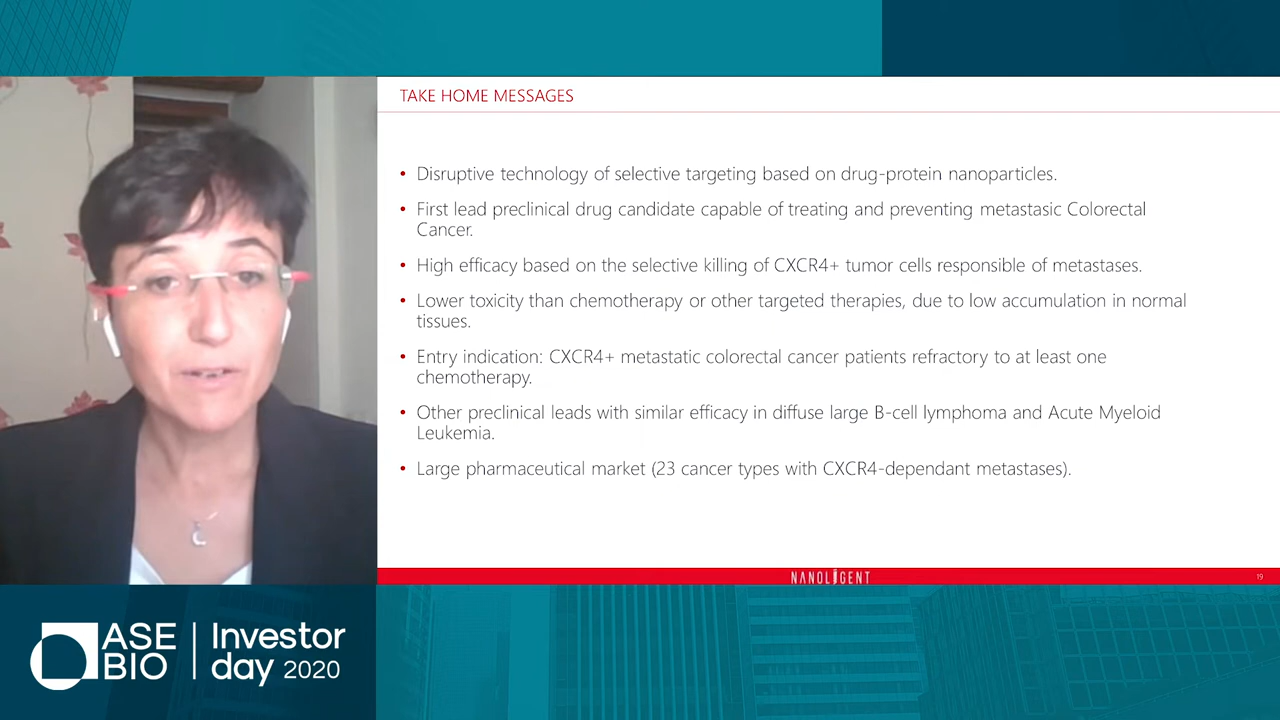 TAKE HOME MESSAGES
• Disruptive technology of selective targeting based on drug-protein nanoparticles.
• First lead preclinical drug candidate capable of treating and preventing metastasic Colorectal
Cancer.
• High efficacy based on the selective killing of CXCR4+ tumor cells responsible of metastases.
• Lower toxicity than chemotherapy or other targeted therapies, due to low accumulation in normal
tissues.
• Entry indication: CXCR4+ metastatic colorectal cancer patients refractory to at least one
chemotherapy.
• Other preclinical leads with similar efficacy in diffuse large B-cell lymphoma and Acute Myeloid
Leukemia.
• Large pharmaceutical market (23 cancer types with CXCR4-dependant metastases).
NANOLIGENT
19
ASE
BIO
Investor
day 2020